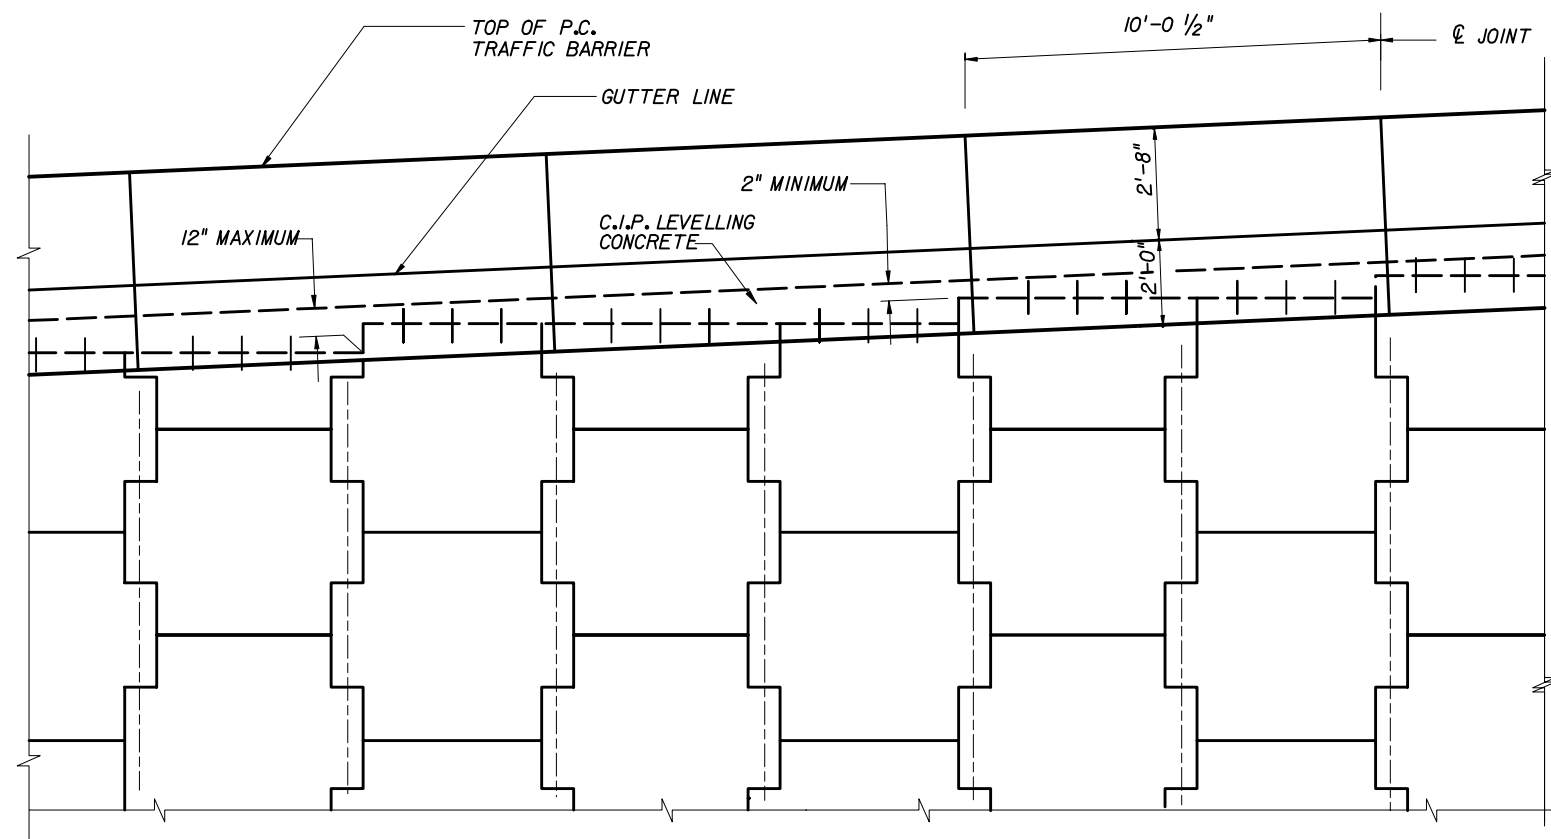 TOP OF P.C.
TRAFFIC BARRIER
10'-0 ½"
℄ JOINT
GUTTER LINE
2'-8"
2" MINIMUM
C.I.P. LEVELLING
CONCRETE
12" MAXIMUM
2'-0"